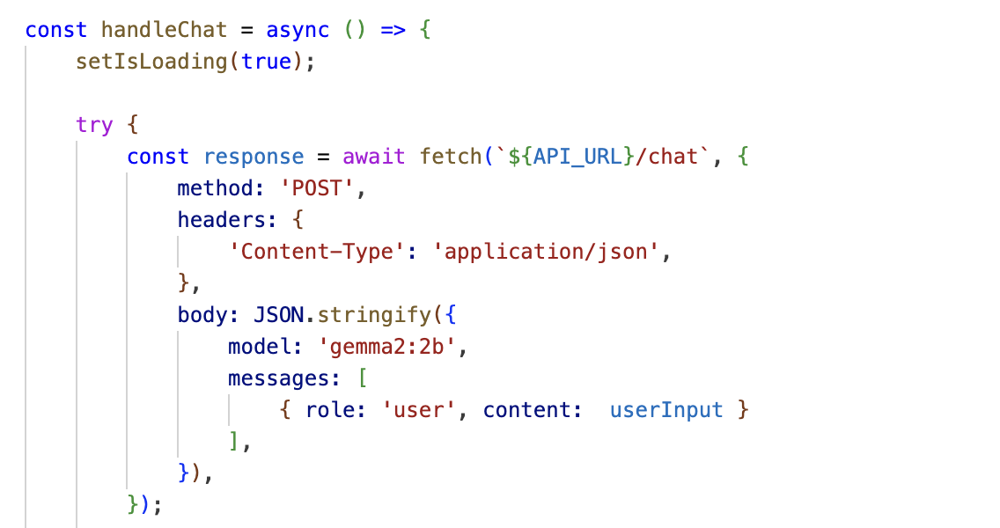 const handleChat = async () => {
    setIsLoading(true);

    try {
        const response = await fetch(`${API_URL}/chat`, {
            method: 'POST',
            headers: {
                'Content-Type': 'application/json',
            },
            body: JSON.stringify({
                model: 'gemma2:2b',
                messages: [
                    { role: 'user', content:  userInput }
                ],
            }),
        });